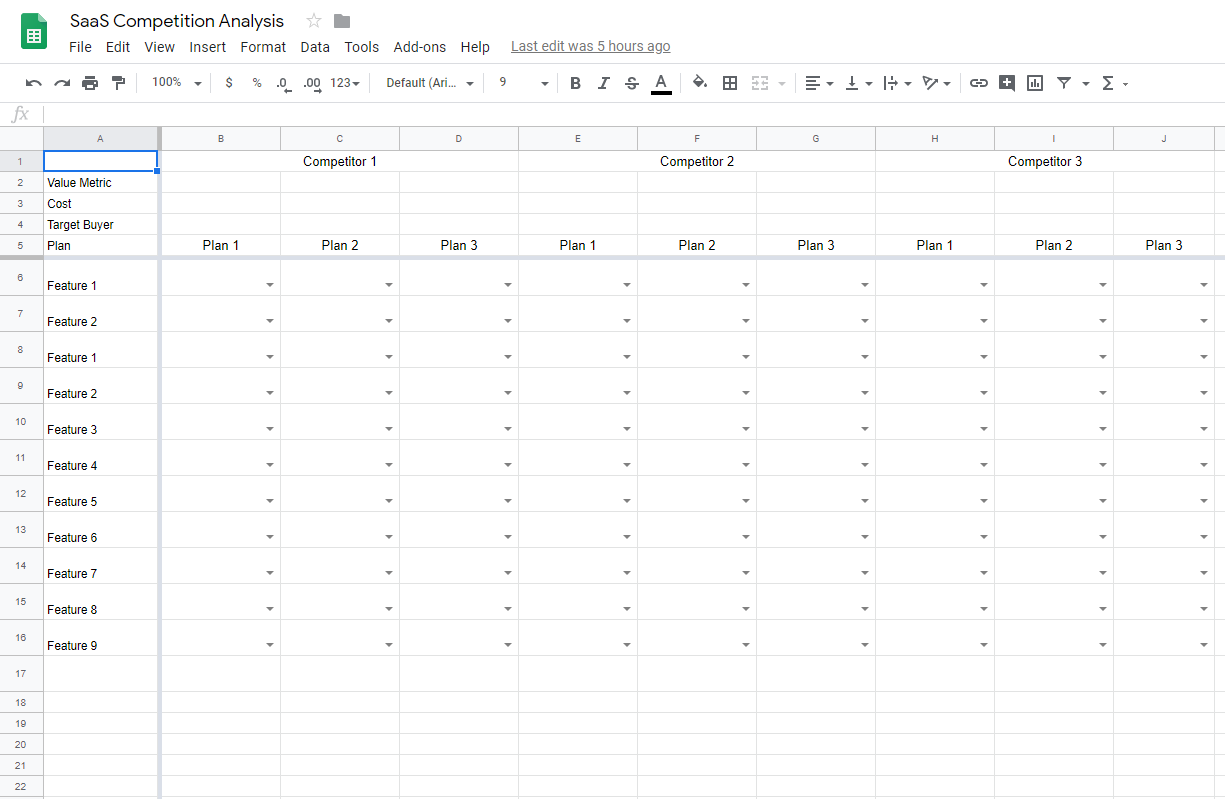 SaaS Competition Analysis
File Edit View Insert Format Data Tools Add-ons Help Last edit was 5 hours ago
100% $ % .0 .00 123 Default (Ari... 9 B I S A Σ
fx
A B C D E F G H I J
1 Competitor 1 Competitor 2 Competitor 3
2 Value Metric
3 Cost
4 Target Buyer
5 Plan Plan 1 Plan 2 Plan 3 Plan 1 Plan 2 Plan 3 Plan 1 Plan 2 Plan 3
6 Feature 1
7 Feature 2
8 Feature 1
9 Feature 2
10 Feature 3
11 Feature 4
12 Feature 5
13 Feature 6
14 Feature 7
15 Feature 8
16 Feature 9
17
18
19
20
21
22